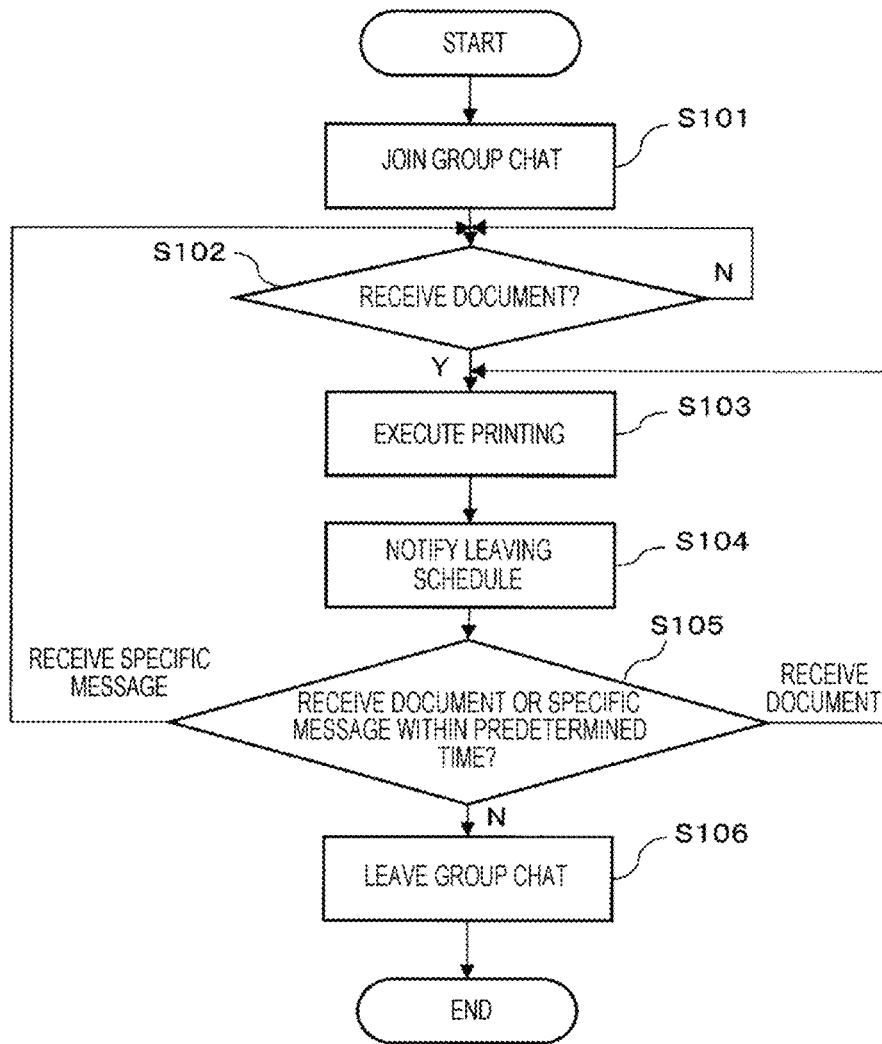 START
S101
JOIN GROUP CHAT
S102
N
RECEIVE DOCUMENT?
Y
S103
EXECUTE PRINTING
S104
NOTIFY LEAVING
SCHEDULE
S105
RECEIVE SPECIFIC
MESSAGE
RECEIVE
DOCUMENT
RECEIVE DOCUMENT OR SPECIFIC
MESSAGE WITHIN PREDETERMINED
TIME?
N
S106
LEAVE GROUP CHAT
END